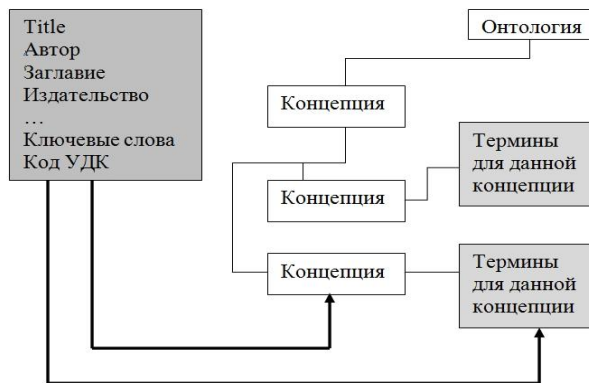 Title
Автор
Заглавие
Издательство
…
Ключевые слова
Код УДК
Онтология
Концепция
Термины
для данной
концепции
Концепция
Концепция
Термины
для данной
концепции